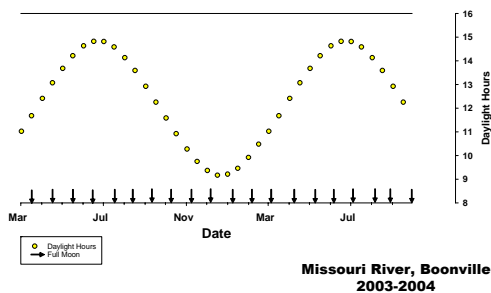 16
15
14
13
12
11
10
9
8
Daylight Hours
Mar Jul Nov Mar Jul
Date
Daylight Hours
Full Moon
Missouri River, Boonville
2003-2004